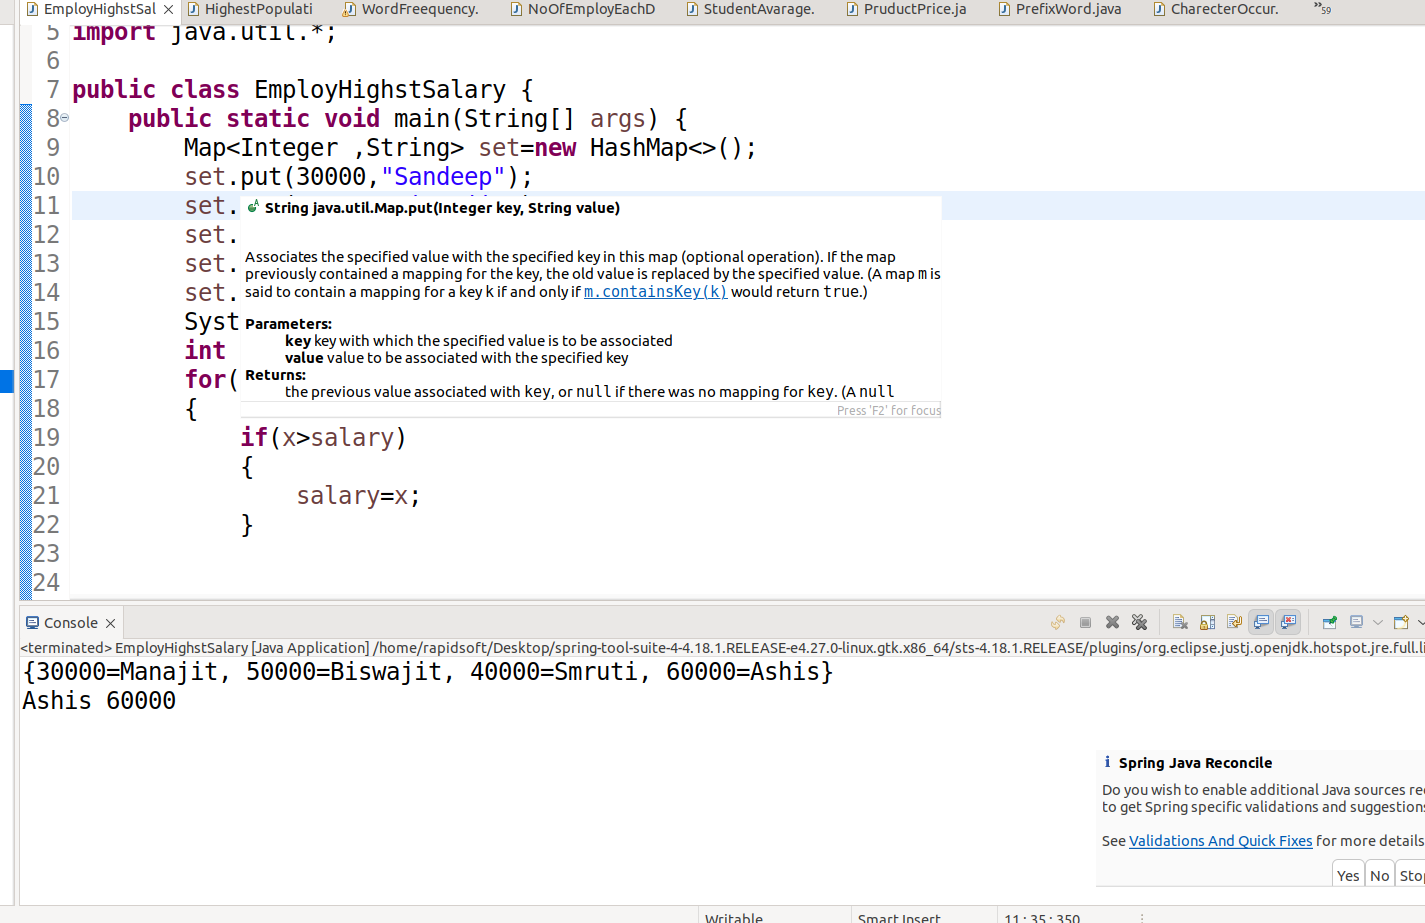 EmployHighstSal
HighestPopulati
WordFreequency.
NoOfEmployEachD
StudentAvarage.
PruductPrice.ja
PrefixWord.java
CharecterOccur.
»59
5 import java.util.*;
6
7 public class EmployHighstSalary {
8 public static void main(String[] args) {
9 Map<Integer ,String> set=new HashMap<>();
10 set.put(30000,"Sandeep");
11 set.
12 set.
13 set.
14 set.
15 Syst
16 int
17 for(
18 {
19 if(x>salary)
20 {
21 salary=x;
22 }
23
24
String java.util.Map.put(Integer key, String value)
Associates the specified value with the specified key in this map (optional operation). If the map
previously contained a mapping for the key, the old value is replaced by the specified value. (A map m is
said to contain a mapping for a key k if and only if m.containsKey(k) would return true.)
Parameters:
key key with which the specified value is to be associated
value value to be associated with the specified key
Returns:
the previous value associated with key, or null if there was no mapping for key. (A null
Press 'F2' for focus
Console
<terminated> EmployHighstSalary [Java Application] /home/rapidsoft/Desktop/spring-tool-suite-4-4.18.1.RELEASE-e4.27.0-linux.gtk.x86_64/sts-4.18.1.RELEASE/plugins/org.eclipse.justj.openjdk.hotspot.jre.full.li
{30000=Manajit, 50000=Biswajit, 40000=Smruti, 60000=Ashis}
Ashis 60000
Spring Java Reconcile
Do you wish to enable additional Java sources re
to get Spring specific validations and suggestions
See Validations And Quick Fixes for more details
Yes No Stop
Writable
Smart Insert
11 : 35 : 350